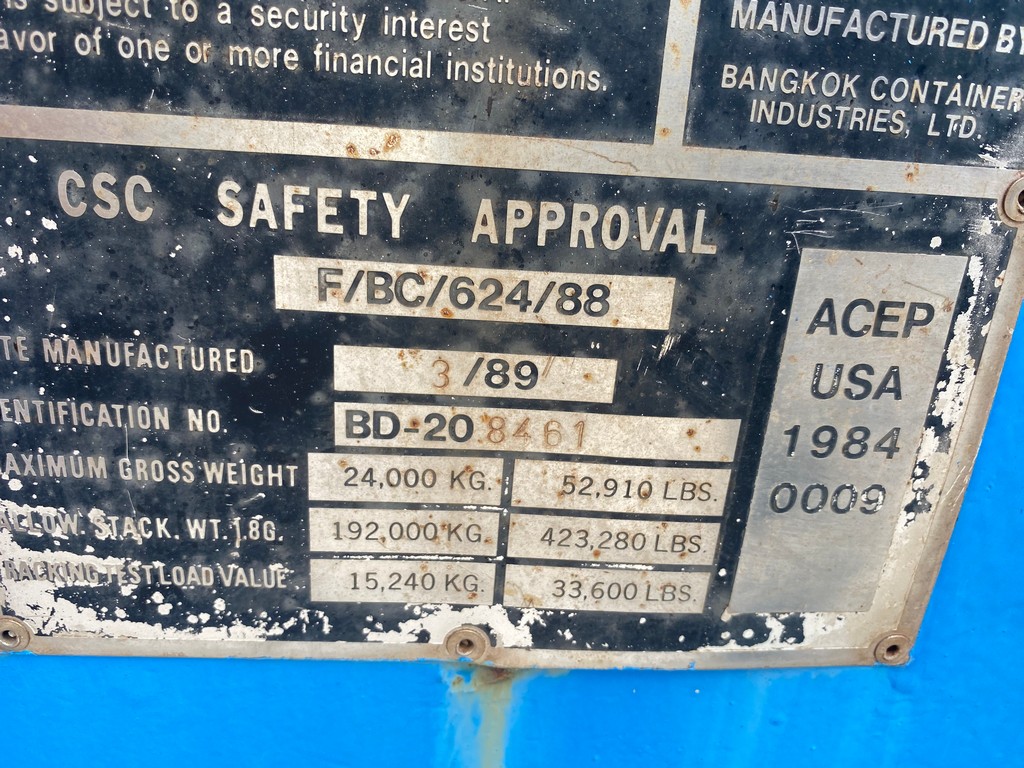 is subject to a security interest
avor of one or more financial institutions.
MANUFACTURED BY
BANGKOK CONTAINER
INDUSTRIES, LTD.
CSC SAFETY APPROVAL
F/BC/624/88
TE MANUFACTURED 3/89
ENTIFICATION NO. BD-208461
MAXIMUM GROSS WEIGHT 24,000 KG. 52,910 LBS.
ALLOW. STACK. WT. 1.8G. 192,000 KG. 423,280 LBS.
RACKING TEST LOAD VALUE 15,240 KG. 33,600 LBS.
ACEP
USA
1984
0009 X